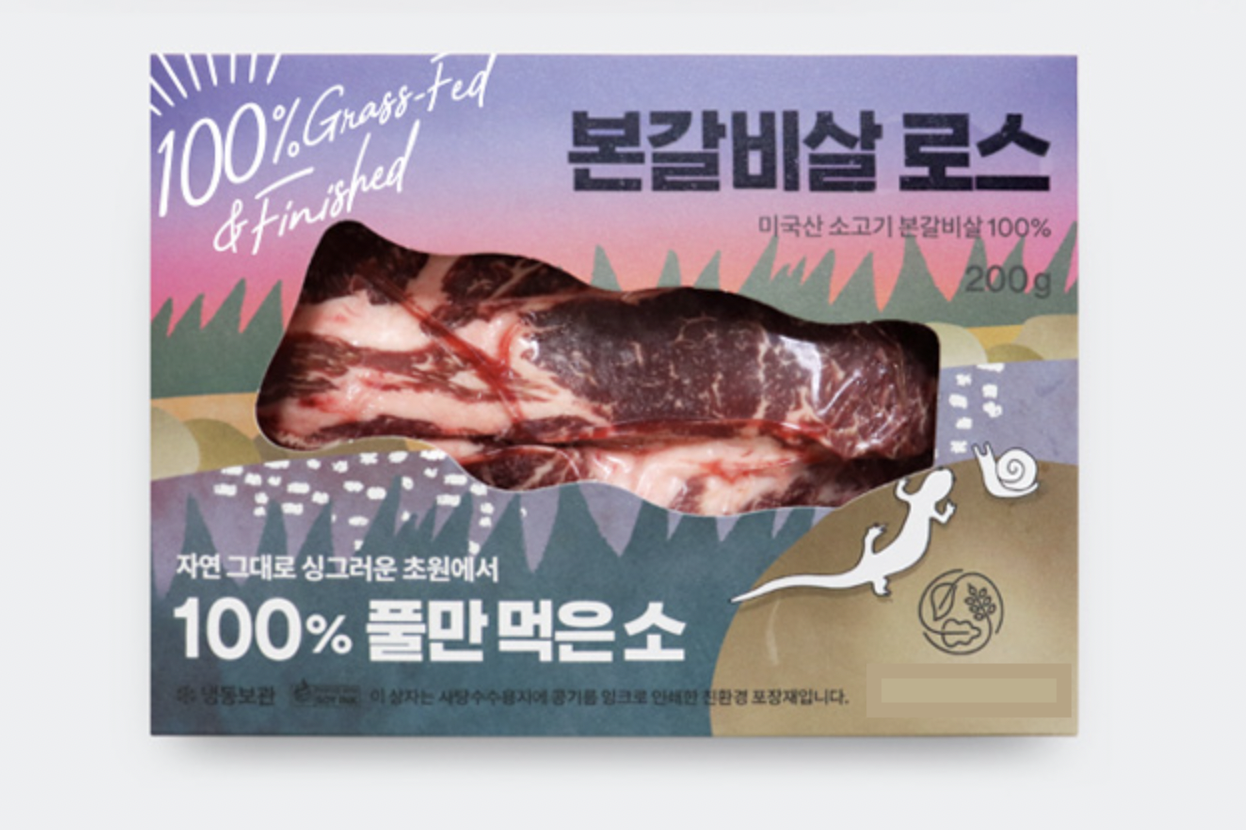 100% Grass-Fed
& Finished
본갈비살 로스
미국산 소고기 본갈비살 100%
200g
자연 그대로 싱그러운 초원에서
100% 풀만 먹은 소
냉동보관
SOY INK
이 상자는 사탕수수용지에 콩기름 잉크로 인쇄한 친환경 포장재입니다.